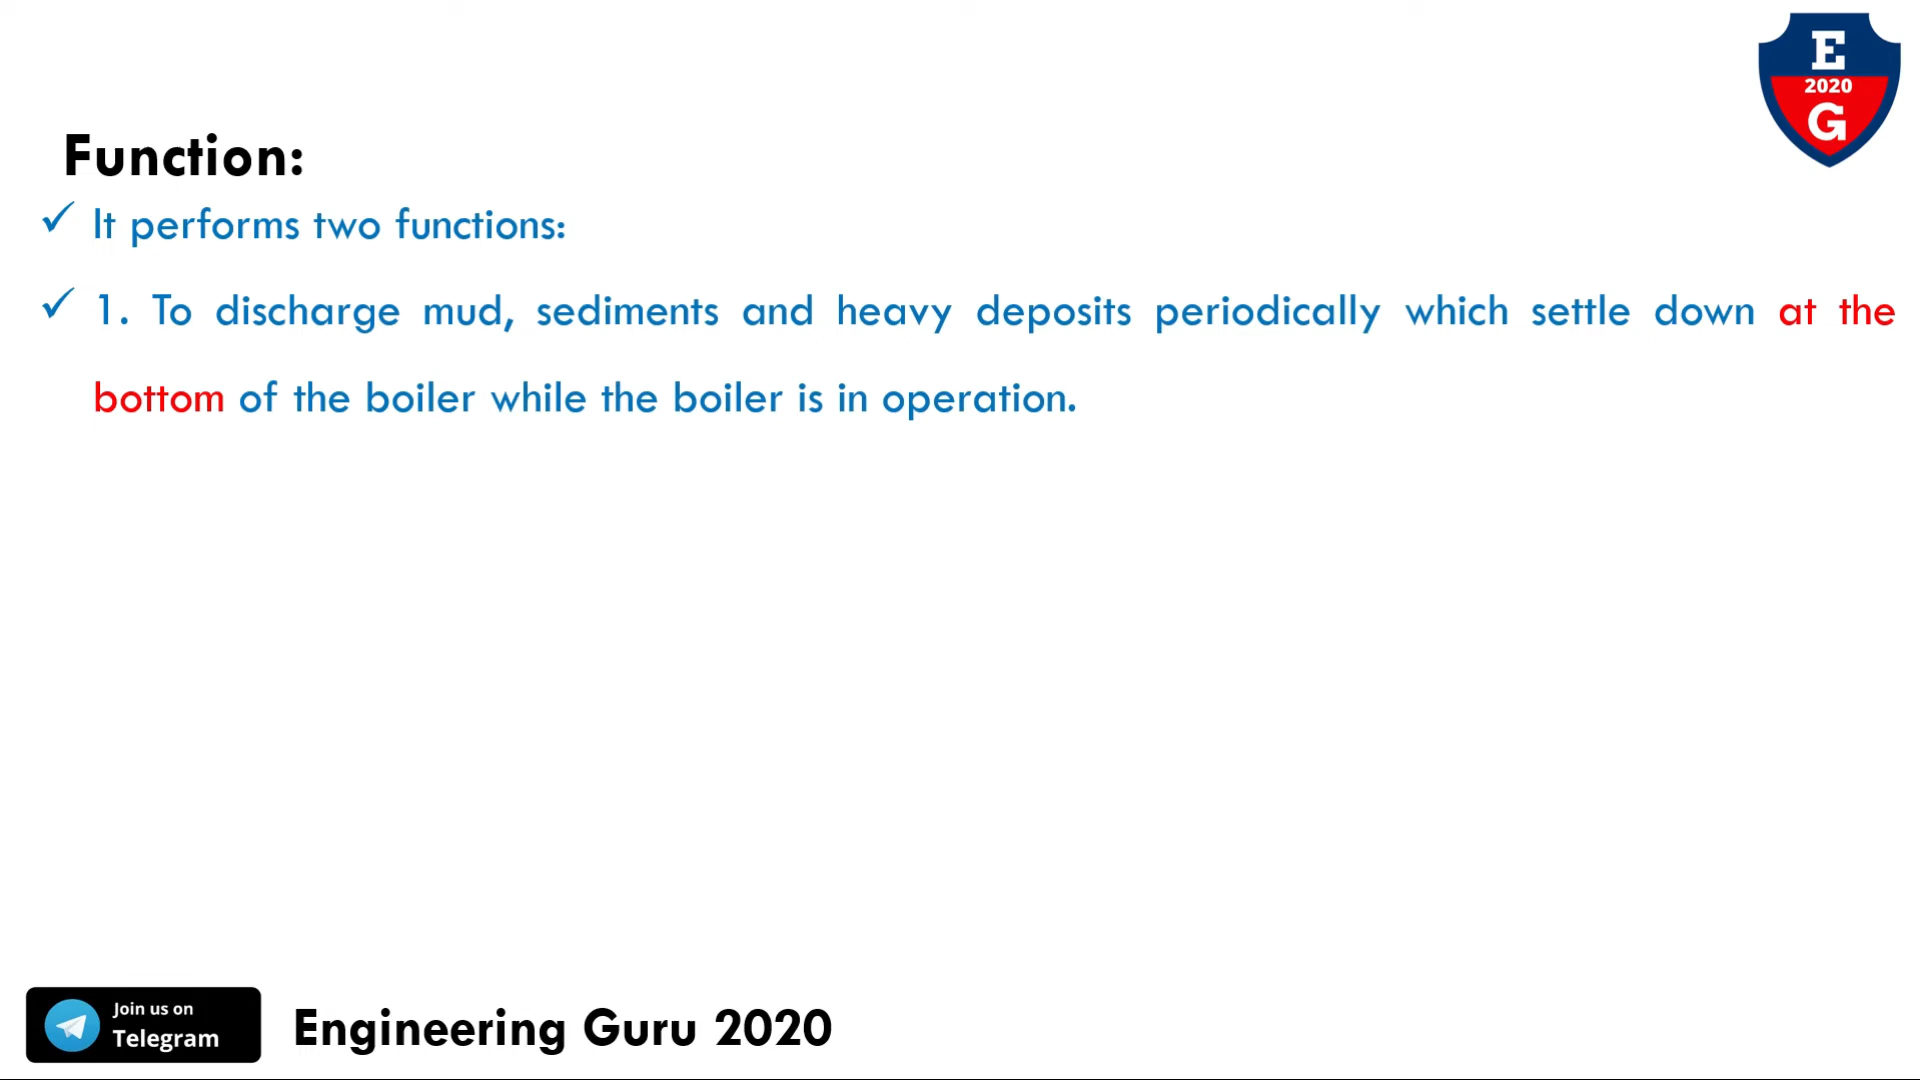 E
2020
G
Function:
✓ It performs two functions:
✓ 1. To discharge mud, sediments and heavy deposits periodically which settle down at the
bottom of the boiler while the boiler is in operation.
Join us on
Telegram
Engineering Guru 2020